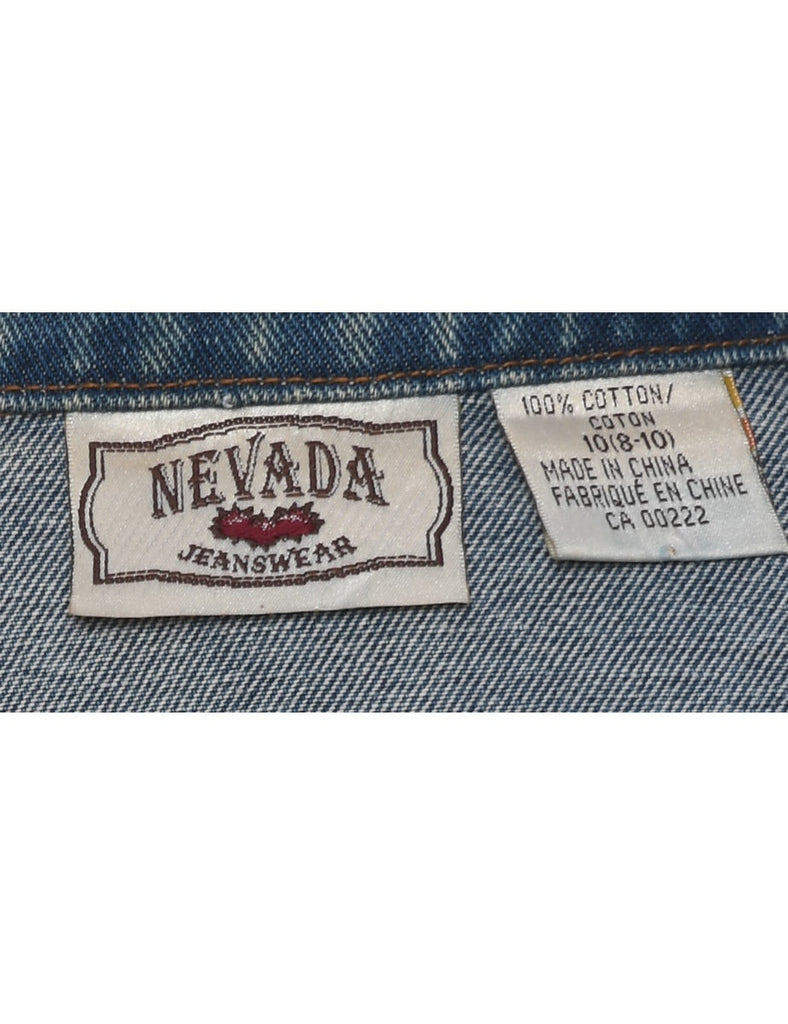 NEVADA
JEANSWEAR
100% COTTON/
COTON
10(8-10)
MADE IN CHINA
FABRIQUÉ EN CHINE
CA 00222